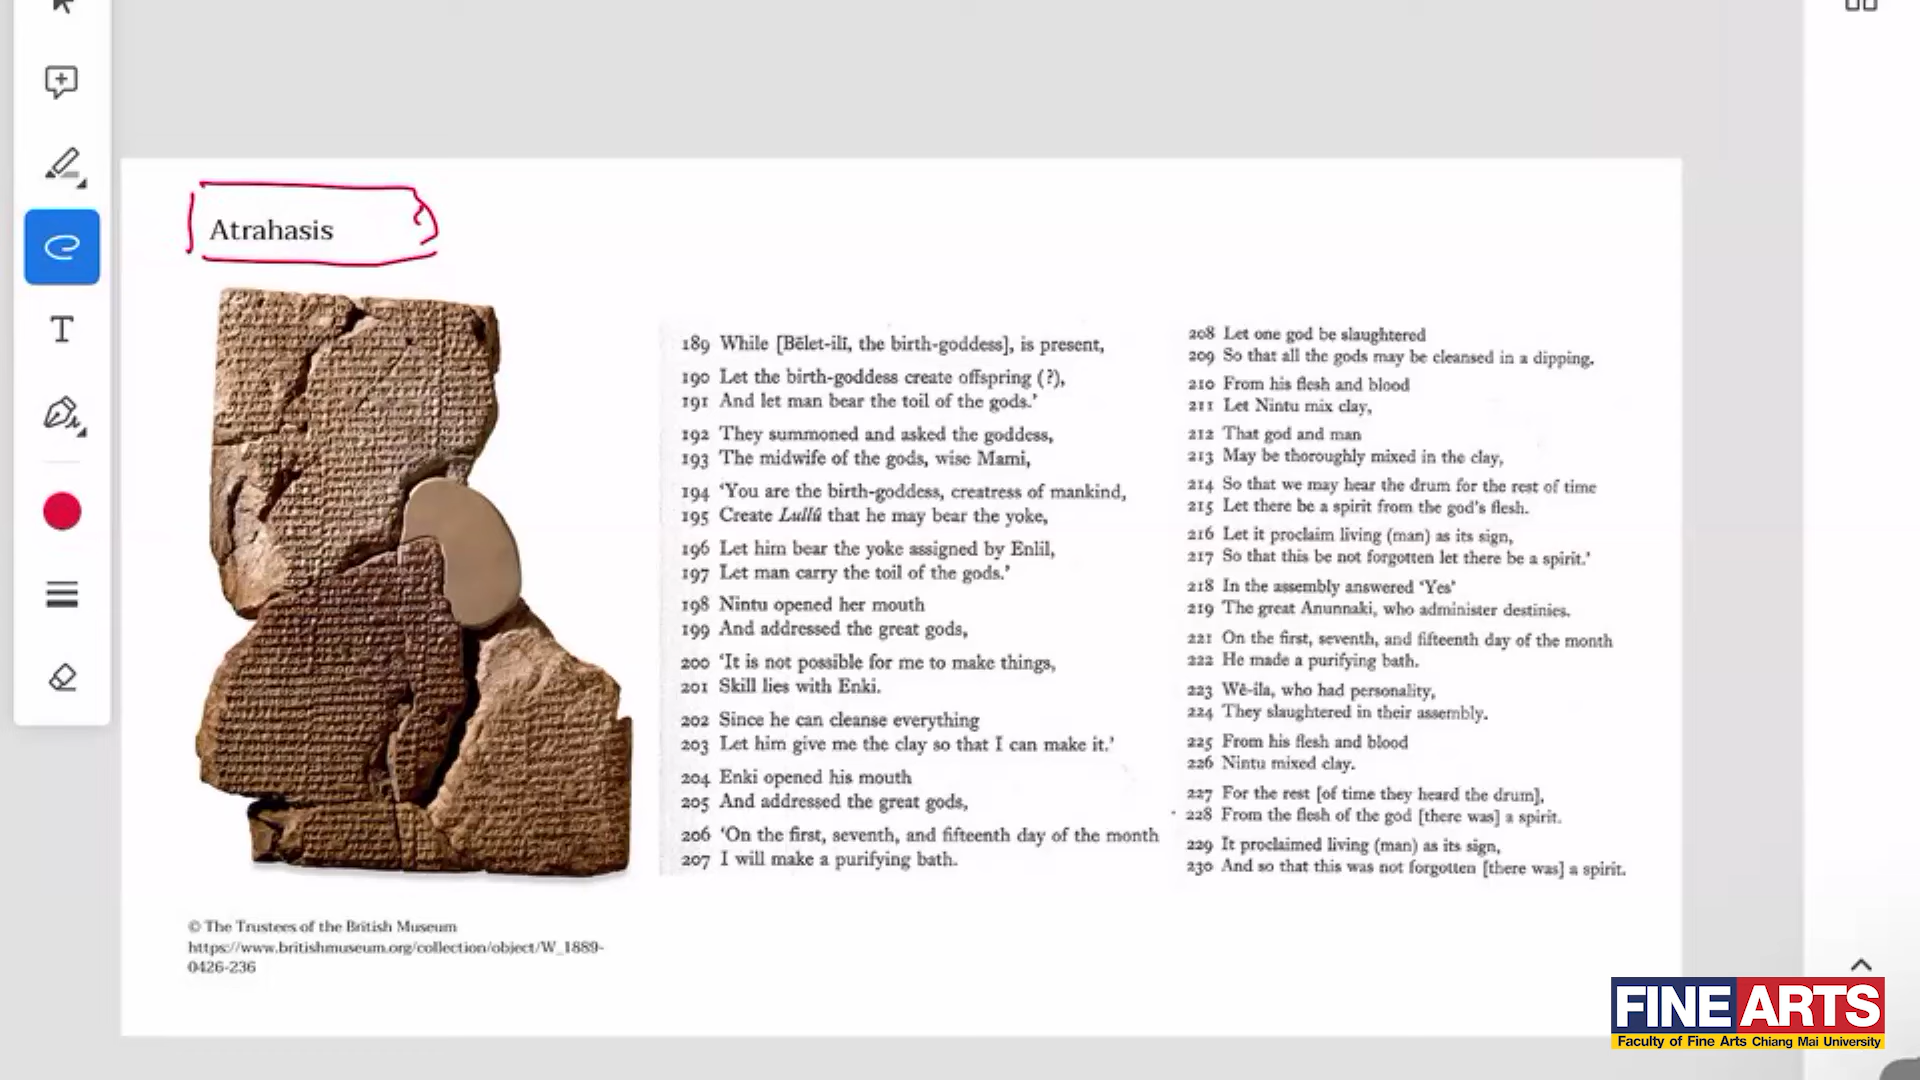 Atrahasis
189 While [Bēlet-ilī, the birth-goddess], is present,
190 Let the birth-goddess create offspring (?),
191 And let man bear the toil of the gods.’
192 They summoned and asked the goddess,
193 The midwife of the gods, wise Mami,
194 ‘You are the birth-goddess, creatress of mankind,
195 Create Lullû that he may bear the yoke,
196 Let him bear the yoke assigned by Enlil,
197 Let man carry the toil of the gods.’
198 Nintu opened her mouth
199 And addressed the great gods,
200 ‘It is not possible for me to make things,
201 Skill lies with Enki.
202 Since he can cleanse everything
203 Let him give me the clay so that I can make it.’
204 Enki opened his mouth
205 And addressed the great gods,
206 ‘On the first, seventh, and fifteenth day of the month
207 I will make a purifying bath.
208 Let one god be slaughtered
209 So that all the gods may be cleansed in a dipping.
210 From his flesh and blood
211 Let Nintu mix clay,
212 That god and man
213 May be thoroughly mixed in the clay,
214 So that we may hear the drum for the rest of time
215 Let there be a spirit from the god’s flesh.
216 Let it proclaim living (man) as its sign,
217 So that this be not forgotten let there be a spirit.’
218 In the assembly answered ‘Yes’
219 The great Anunnaki, who administer destinies.
221 On the first, seventh, and fifteenth day of the month
222 He made a purifying bath.
223 Wê-ila, who had personality,
224 They slaughtered in their assembly.
225 From his flesh and blood
226 Nintu mixed clay.
227 For the rest [of time they heard the drum],
228 From the flesh of the god [there was] a spirit.
229 It proclaimed living (man) as its sign,
230 And so that this was not forgotten [there was] a spirit.
© The Trustees of the British Museum
https://www.britishmuseum.org/collection/object/W_1889-
0426-236
FINE ARTS
Faculty of Fine Arts Chiang Mai University